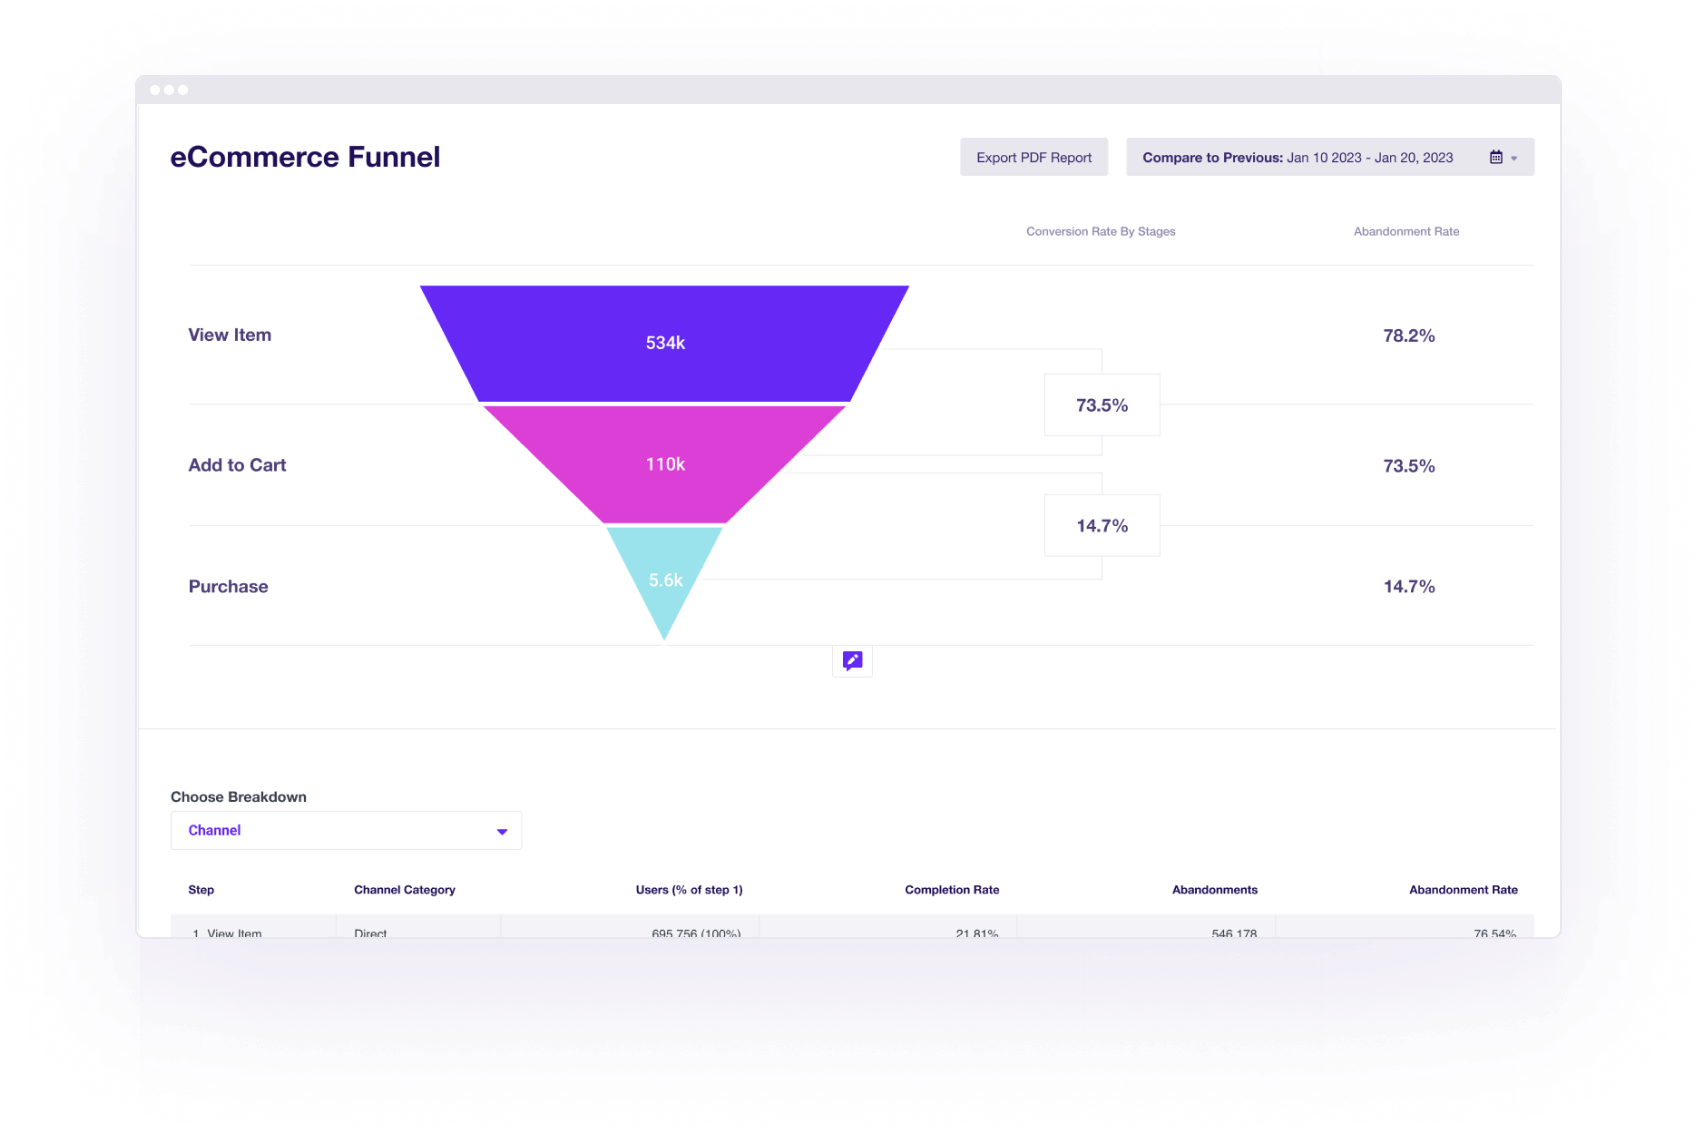 eCommerce Funnel
Export PDF Report
Compare to Previous: Jan 10 2023 - Jan 20, 2023
Conversion Rate By Stages
Abandonment Rate
View Item
534k
78.2%
73.5%
Add to Cart
110k
73.5%
14.7%
Purchase
5.6k
14.7%
Choose Breakdown
Channel
Step
Channel Category
Users (% of step 1)
Completion Rate
Abandonments
Abandonment Rate
1. View Item
Direct
695,756 (100%)
21.81%
546,178
76.54%